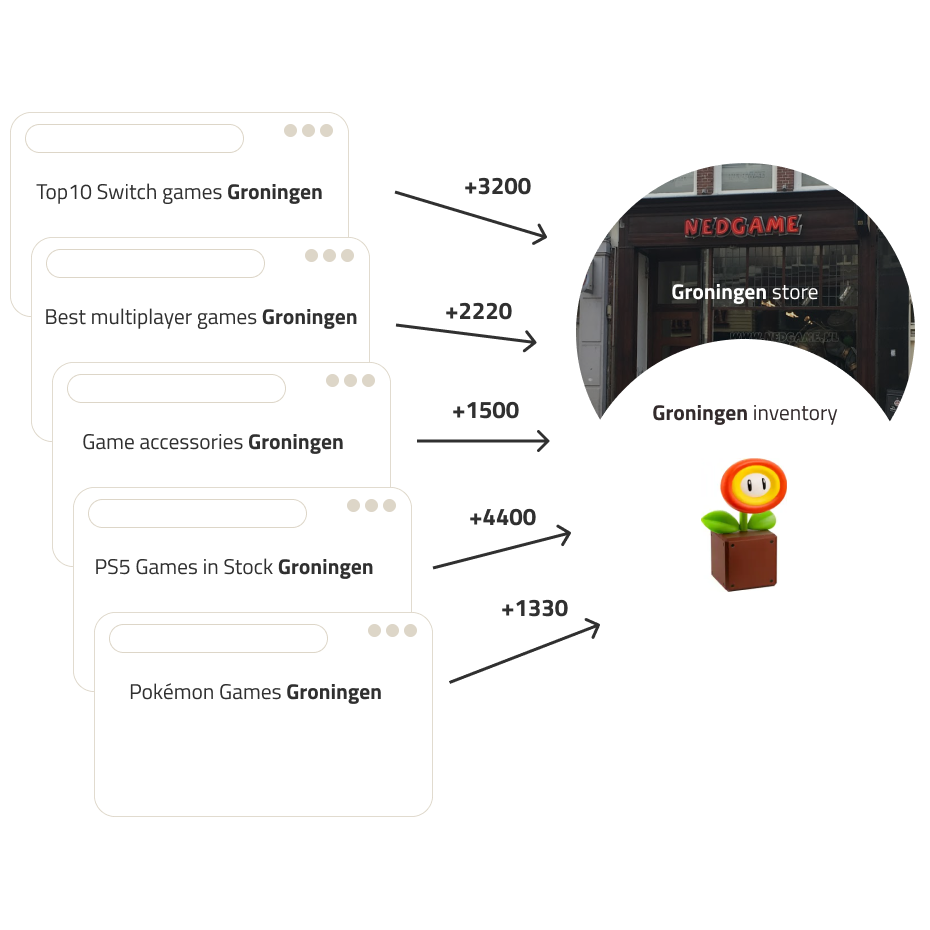 Top10 Switch games Groningen
+3200
NEDGAME
Groningen store
Best multiplayer games Groningen
+2220
WWW.NEDGAME.NL
Game accessories Groningen
+1500
Groningen inventory
PS5 Games in Stock Groningen
+4400
Pokémon Games Groningen
+1330